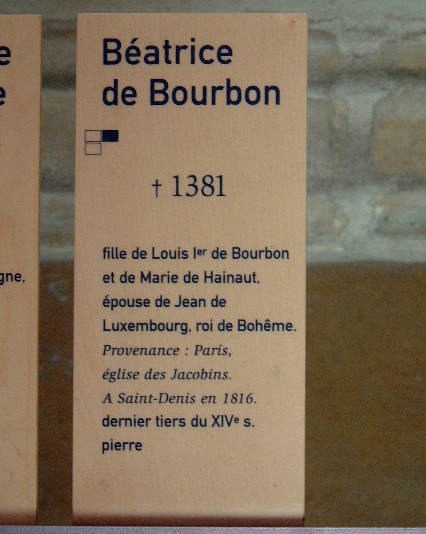 Béatrice
de Bourbon
† 1381
fille de Louis Iᵉʳ de Bourbon
et de Marie de Hainaut,
épouse de Jean de
Luxembourg, roi de Bohême.
Provenance : Paris,
église des Jacobins.
A Saint-Denis en 1816.
dernier tiers du XIVᵉ s.
pierre